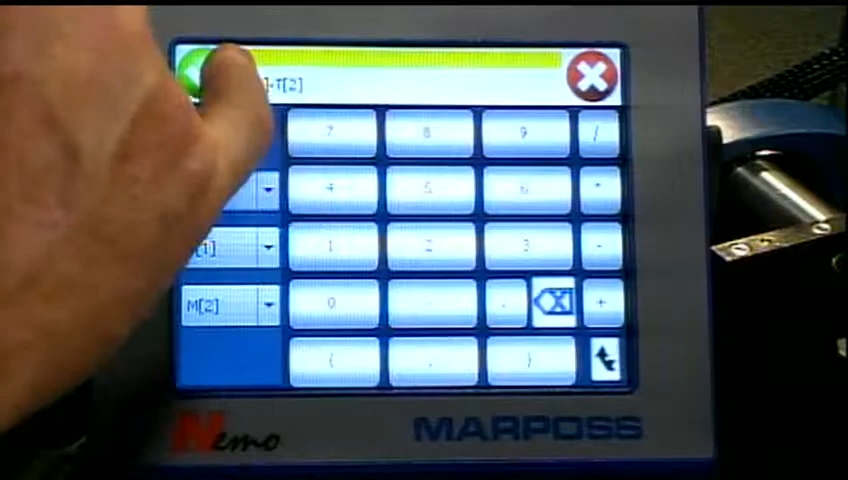 ]-T[2]
7 8 9 /
4 5 6
[1] 1 2 3 -
M[2] 0 . +
( )
Nemo MARPOSS